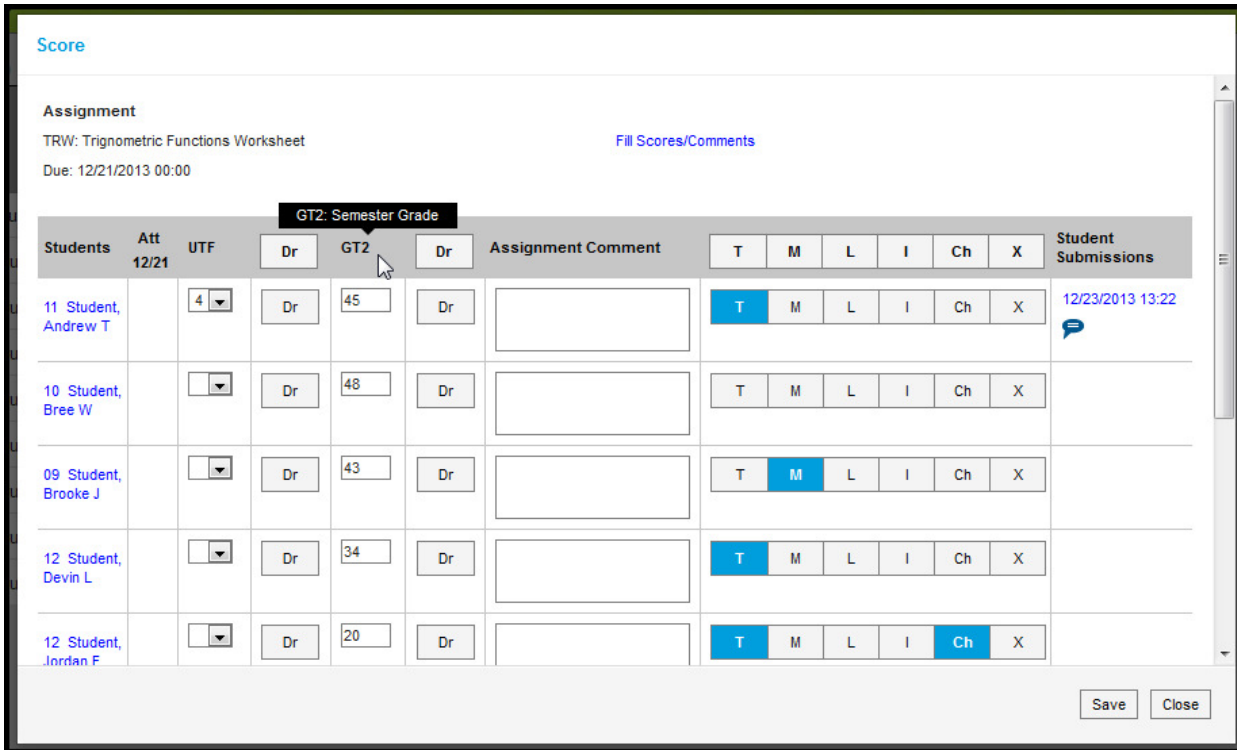 Score
Assignment
TRW: Trignometric Functions Worksheet Fill Scores/Comments
Due: 12/21/2013 00:00
GT2: Semester Grade
Students Att 12/21 UTF Dr GT2 Dr Assignment Comment T M L I Ch X Student Submissions
11 Student, 4 Dr 45 Dr T M L I Ch X 12/23/2013 13:22
Andrew T
10 Student, Dr 48 Dr T M L I Ch X
Bree W
09 Student, Dr 43 Dr T M L I Ch X
Brooke J
12 Student, Dr 34 Dr T M L I Ch X
Devin L
12 Student, Dr 20 Dr T M L I Ch X
Jordan F
Save Close